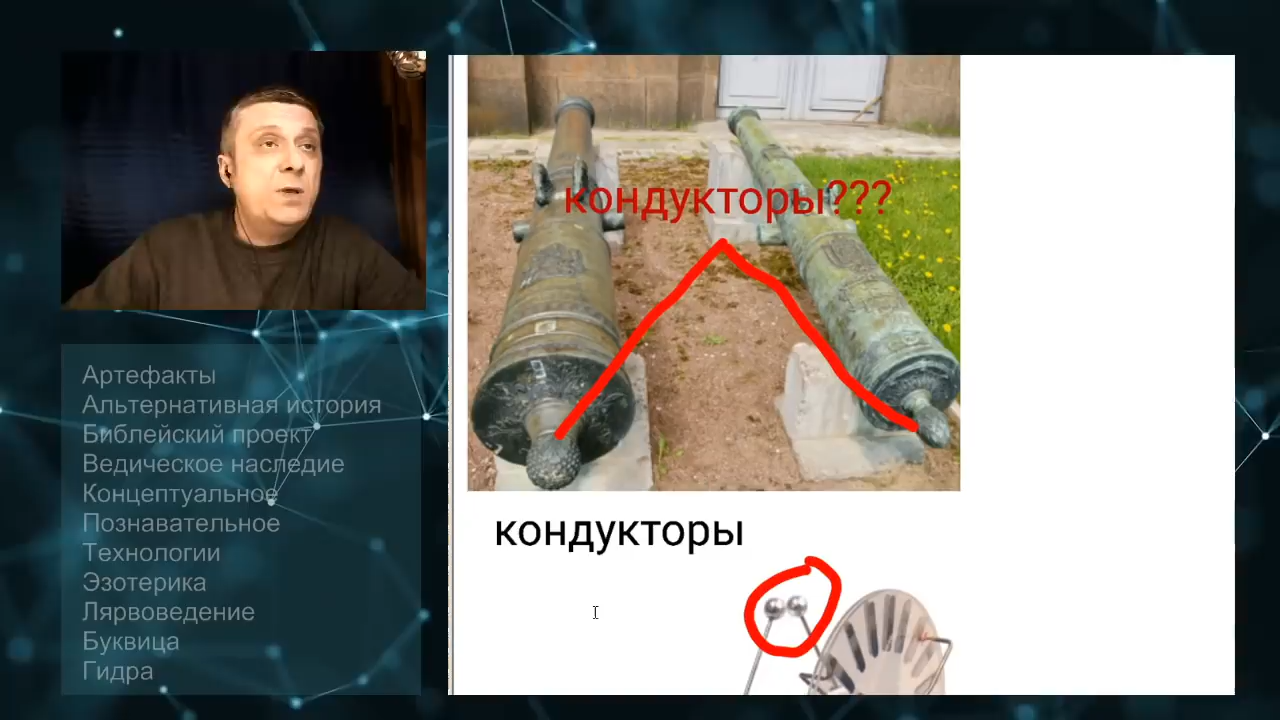 кондукторы???
кондукторы
Артефакты
Альтернативная история
Библейский проект
Ведическое наследие
Концептуальное
Познавательное
Технологии
Эзотерика
Лярвоведение
Буквица
Гидра